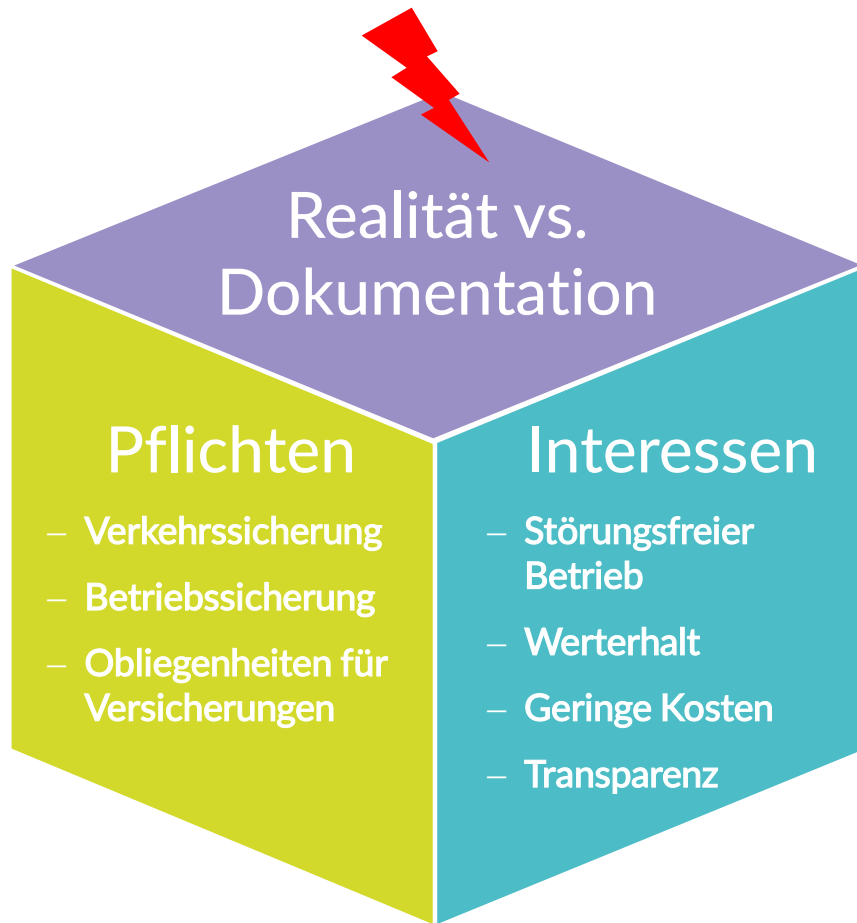 Realität vs.
Dokumentation
Pflichten
– Verkehrssicherung
– Betriebssicherung
– Obliegenheiten für
Versicherungen
Interessen
– Störungsfreier
Betrieb
– Werterhalt
– Geringe Kosten
– Transparenz